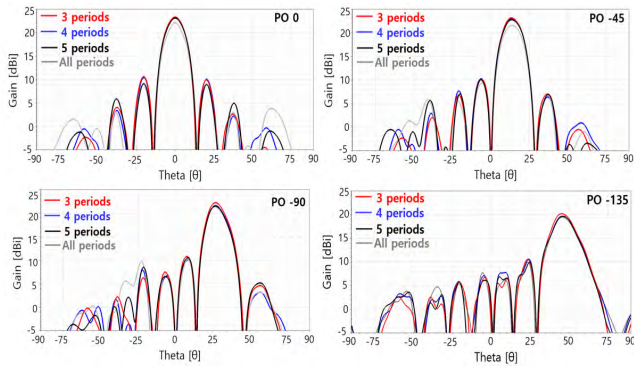 PO 0
3 periods
4 periods
5 periods
All periods
Gain [dBi]
25
20
15
10
5
0
-5
-90 -75 -50 -25 0 25 50 75 90
Theta [θ]
PO -45
3 periods
4 periods
5 periods
All periods
Gain [dBi]
25
20
15
10
5
0
-5
-90 -75 -50 -25 0 25 50 75 90
Theta [θ]
PO -90
3 periods
4 periods
5 periods
All periods
Gain [dBi]
25
20
15
10
5
0
-5
-90 -75 -50 -25 0 25 50 75 90
Theta [θ]
PO -135
3 periods
4 periods
5 periods
All periods
Gain [dBi]
25
20
15
10
5
0
-5
-90 -75 -50 -25 0 25 50 75 90
Theta [θ]